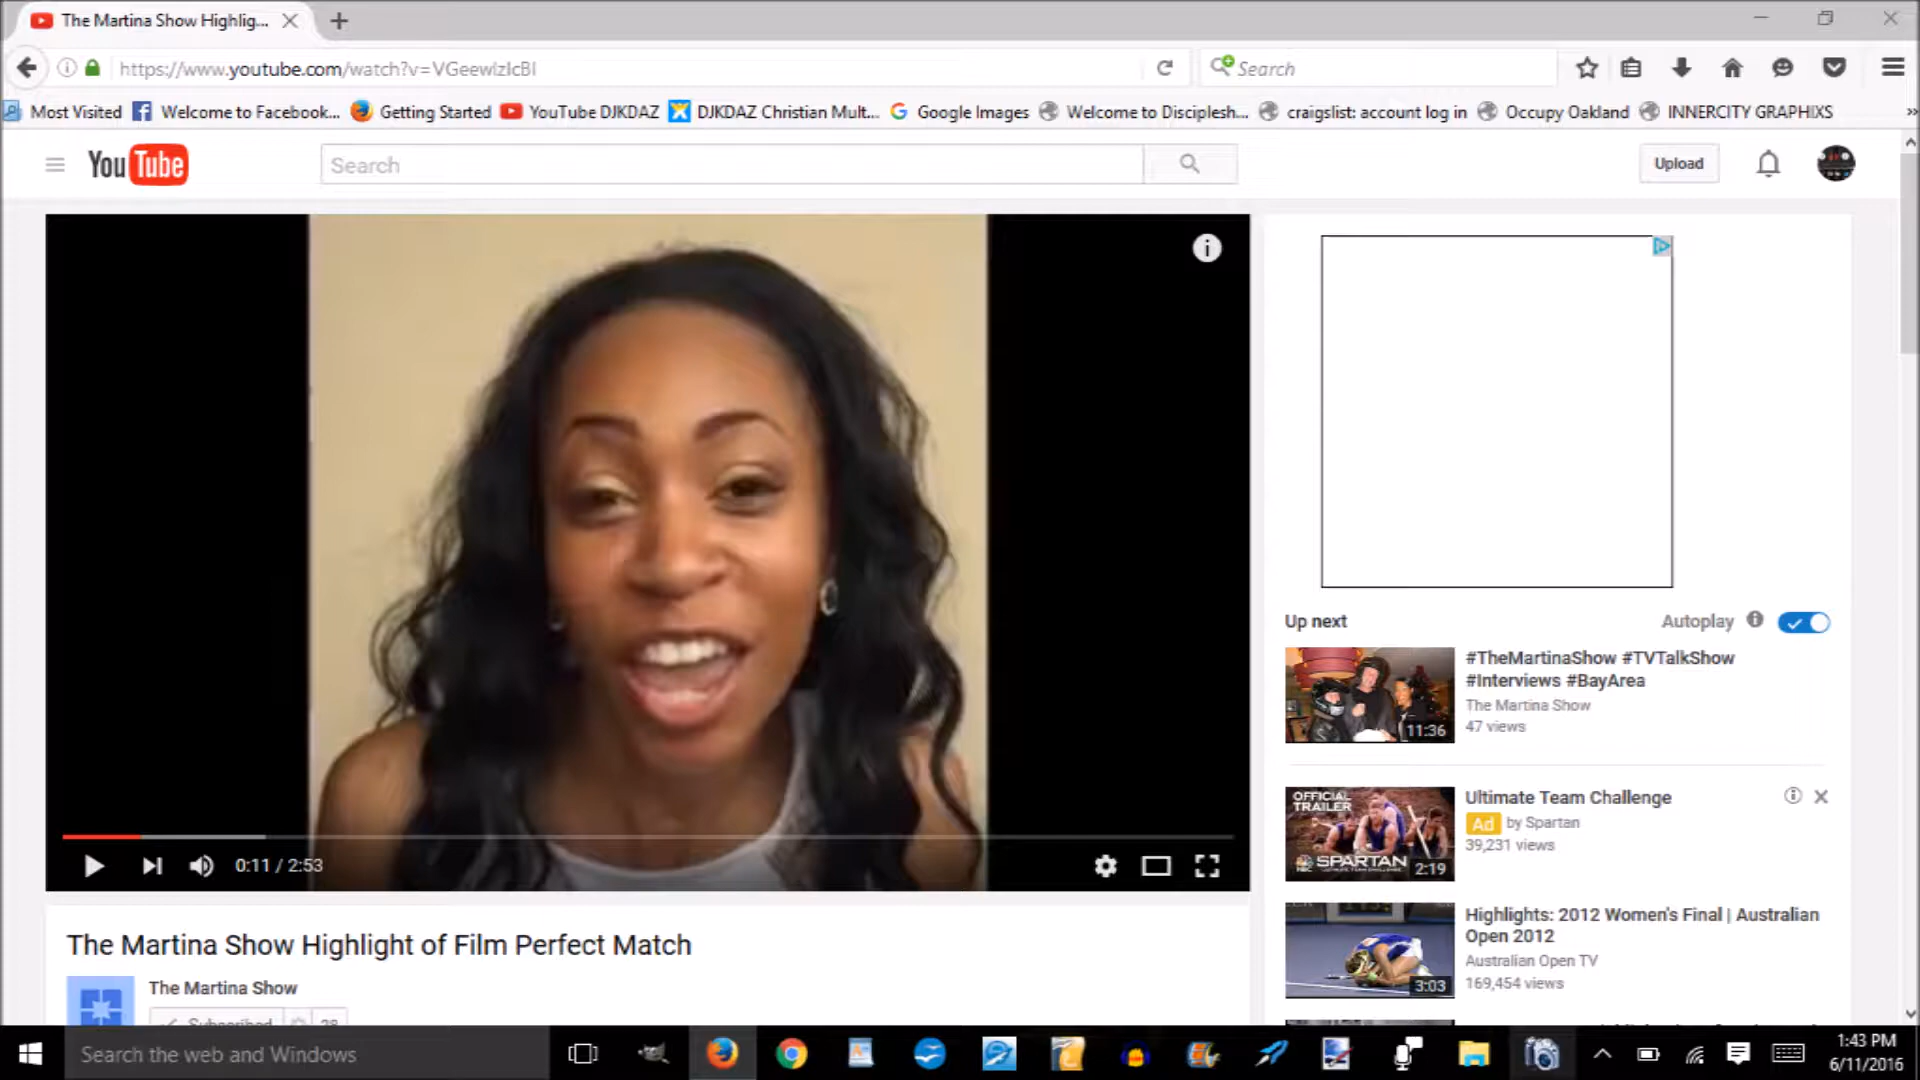 The Martina Show Highlig...
https://www.youtube.com/watch?v=VGeewIzIcBI
Search
Most Visited
Welcome to Facebook...
Getting Started
YouTube DJKDAZ
DJKDAZ Christian Mult...
Google Images
Welcome to Disciplesh...
craigslist: account log in
Occupy Oakland
INNERCITY GRAPHIXS
YouTube
Search
Upload
0:11 / 2:53
Up next
Autoplay
#TheMartinaShow #TVTalkShow
#Interviews #BayArea
The Martina Show
47 views
11:36
Ultimate Team Challenge
Ad by Spartan
39,231 views
OFFICIAL
TRAILER
SPARTAN
2:19
Highlights: 2012 Women's Final | Australian
Open 2012
Australian Open TV
169,454 views
3:03
The Martina Show Highlight of Film Perfect Match
The Martina Show
Subscribed
28
Search the web and Windows
1:43 PM
6/11/2016